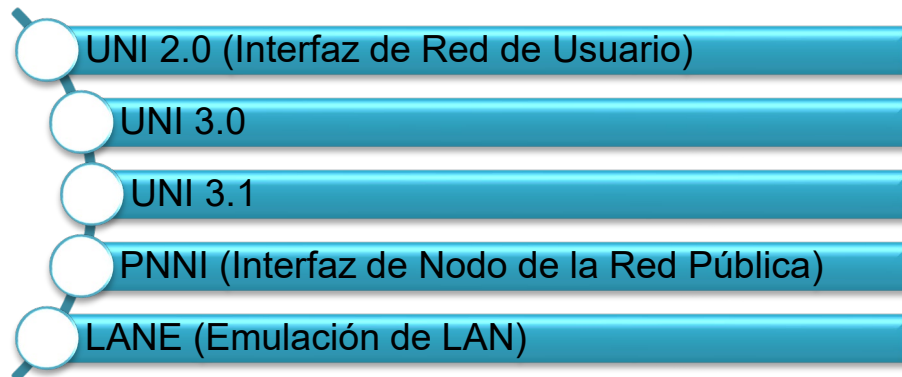 UNI 2.0 (Interfaz de Red de Usuario)
UNI 3.0
UNI 3.1
PNNI (Interfaz de Nodo de la Red Pública)
LANE (Emulación de LAN)